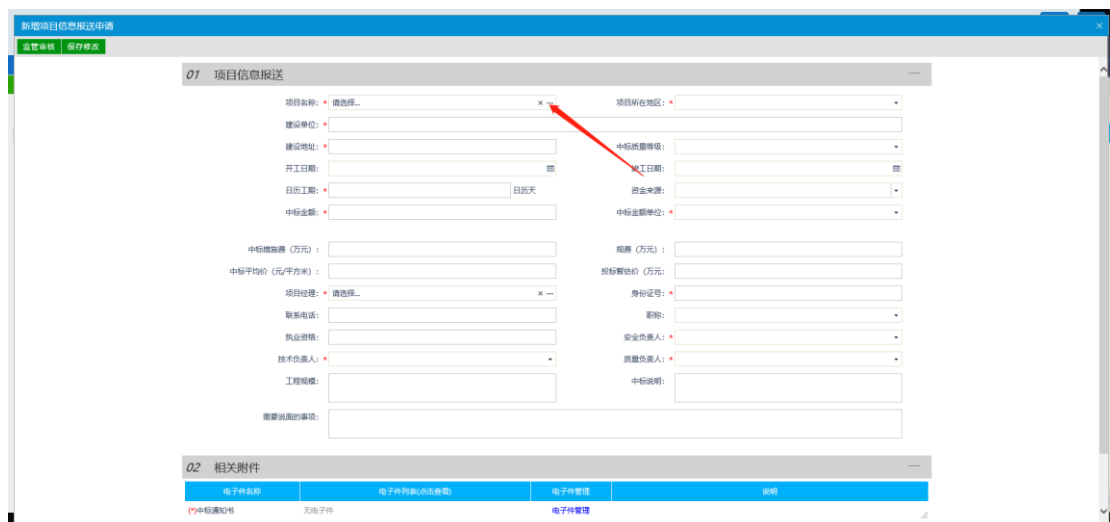 新增项目信息报送申请 ×
监管审核 保存修改
01 项目信息报送
项目名称: * 请选择... × ... 项目所在地区: *
建设单位: *
建设地址: * 中标质量等级:
开工日期: 竣工日期:
日历工期: * 日历天 资金来源:
中标金额: * 中标金额单位: *
中标措施费(万元): 规费(万元):
中标平均价(元/平方米): 投标暂估价(万元:
项目经理: * 请选择... × ... 身份证号: *
联系电话: 职称:
执业资格: 安全负责人: *
技术负责人: * 质量负责人: *
工程规模: 中标说明:
需要说面的事项:
02 相关附件
电子件名称 电子件列表(点击查看) 电子件管理 说明
(*)中标通知书 无电子件 电子件管理